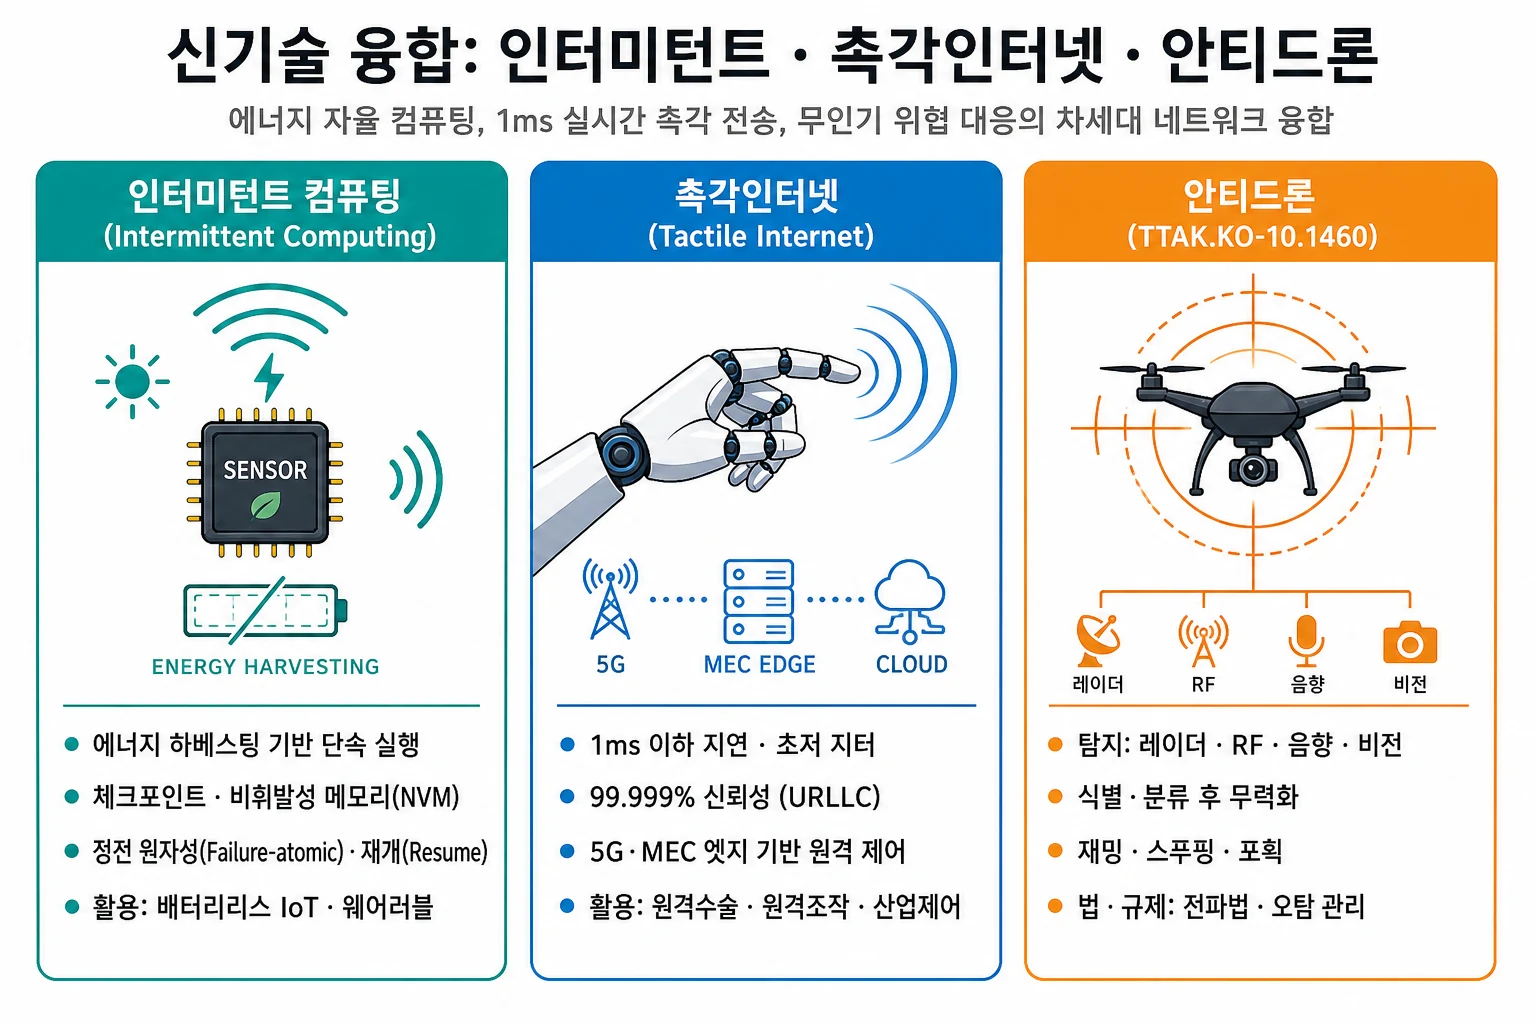 신기술 융합: 인터미턴트 · 촉각인터넷 · 안티드론
에너지 자율 컴퓨팅, 1ms 실시간 촉각 전송, 무인기 위협 대응의 차세대 네트워크 융합
인터미턴트 컴퓨팅
(Intermittent Computing)
SENSOR
ENERGY HARVESTING
에너지 하베스팅 기반 단속 실행
체크포인트 · 비휘발성 메모리(NVM)
정전 원자성(Failure-atomic) · 재개(Resume)
활용: 배터리리스 IoT · 웨어러블
촉각인터넷
(Tactile Internet)
5G
MEC EDGE
CLOUD
1ms 이하 지연 · 초저 지터
99.999% 신뢰성 (URLLC)
5G · MEC 엣지 기반 원격 제어
활용: 원격수술 · 원격조작 · 산업제어
안티드론
(TTAK.KO-10.1460)
레이더
RF
음향
비전
탐지: 레이더 · RF · 음향 · 비전
식별 · 분류 후 무력화
재밍 · 스푸핑 · 포획
법 · 규제: 전파법 · 오탐 관리